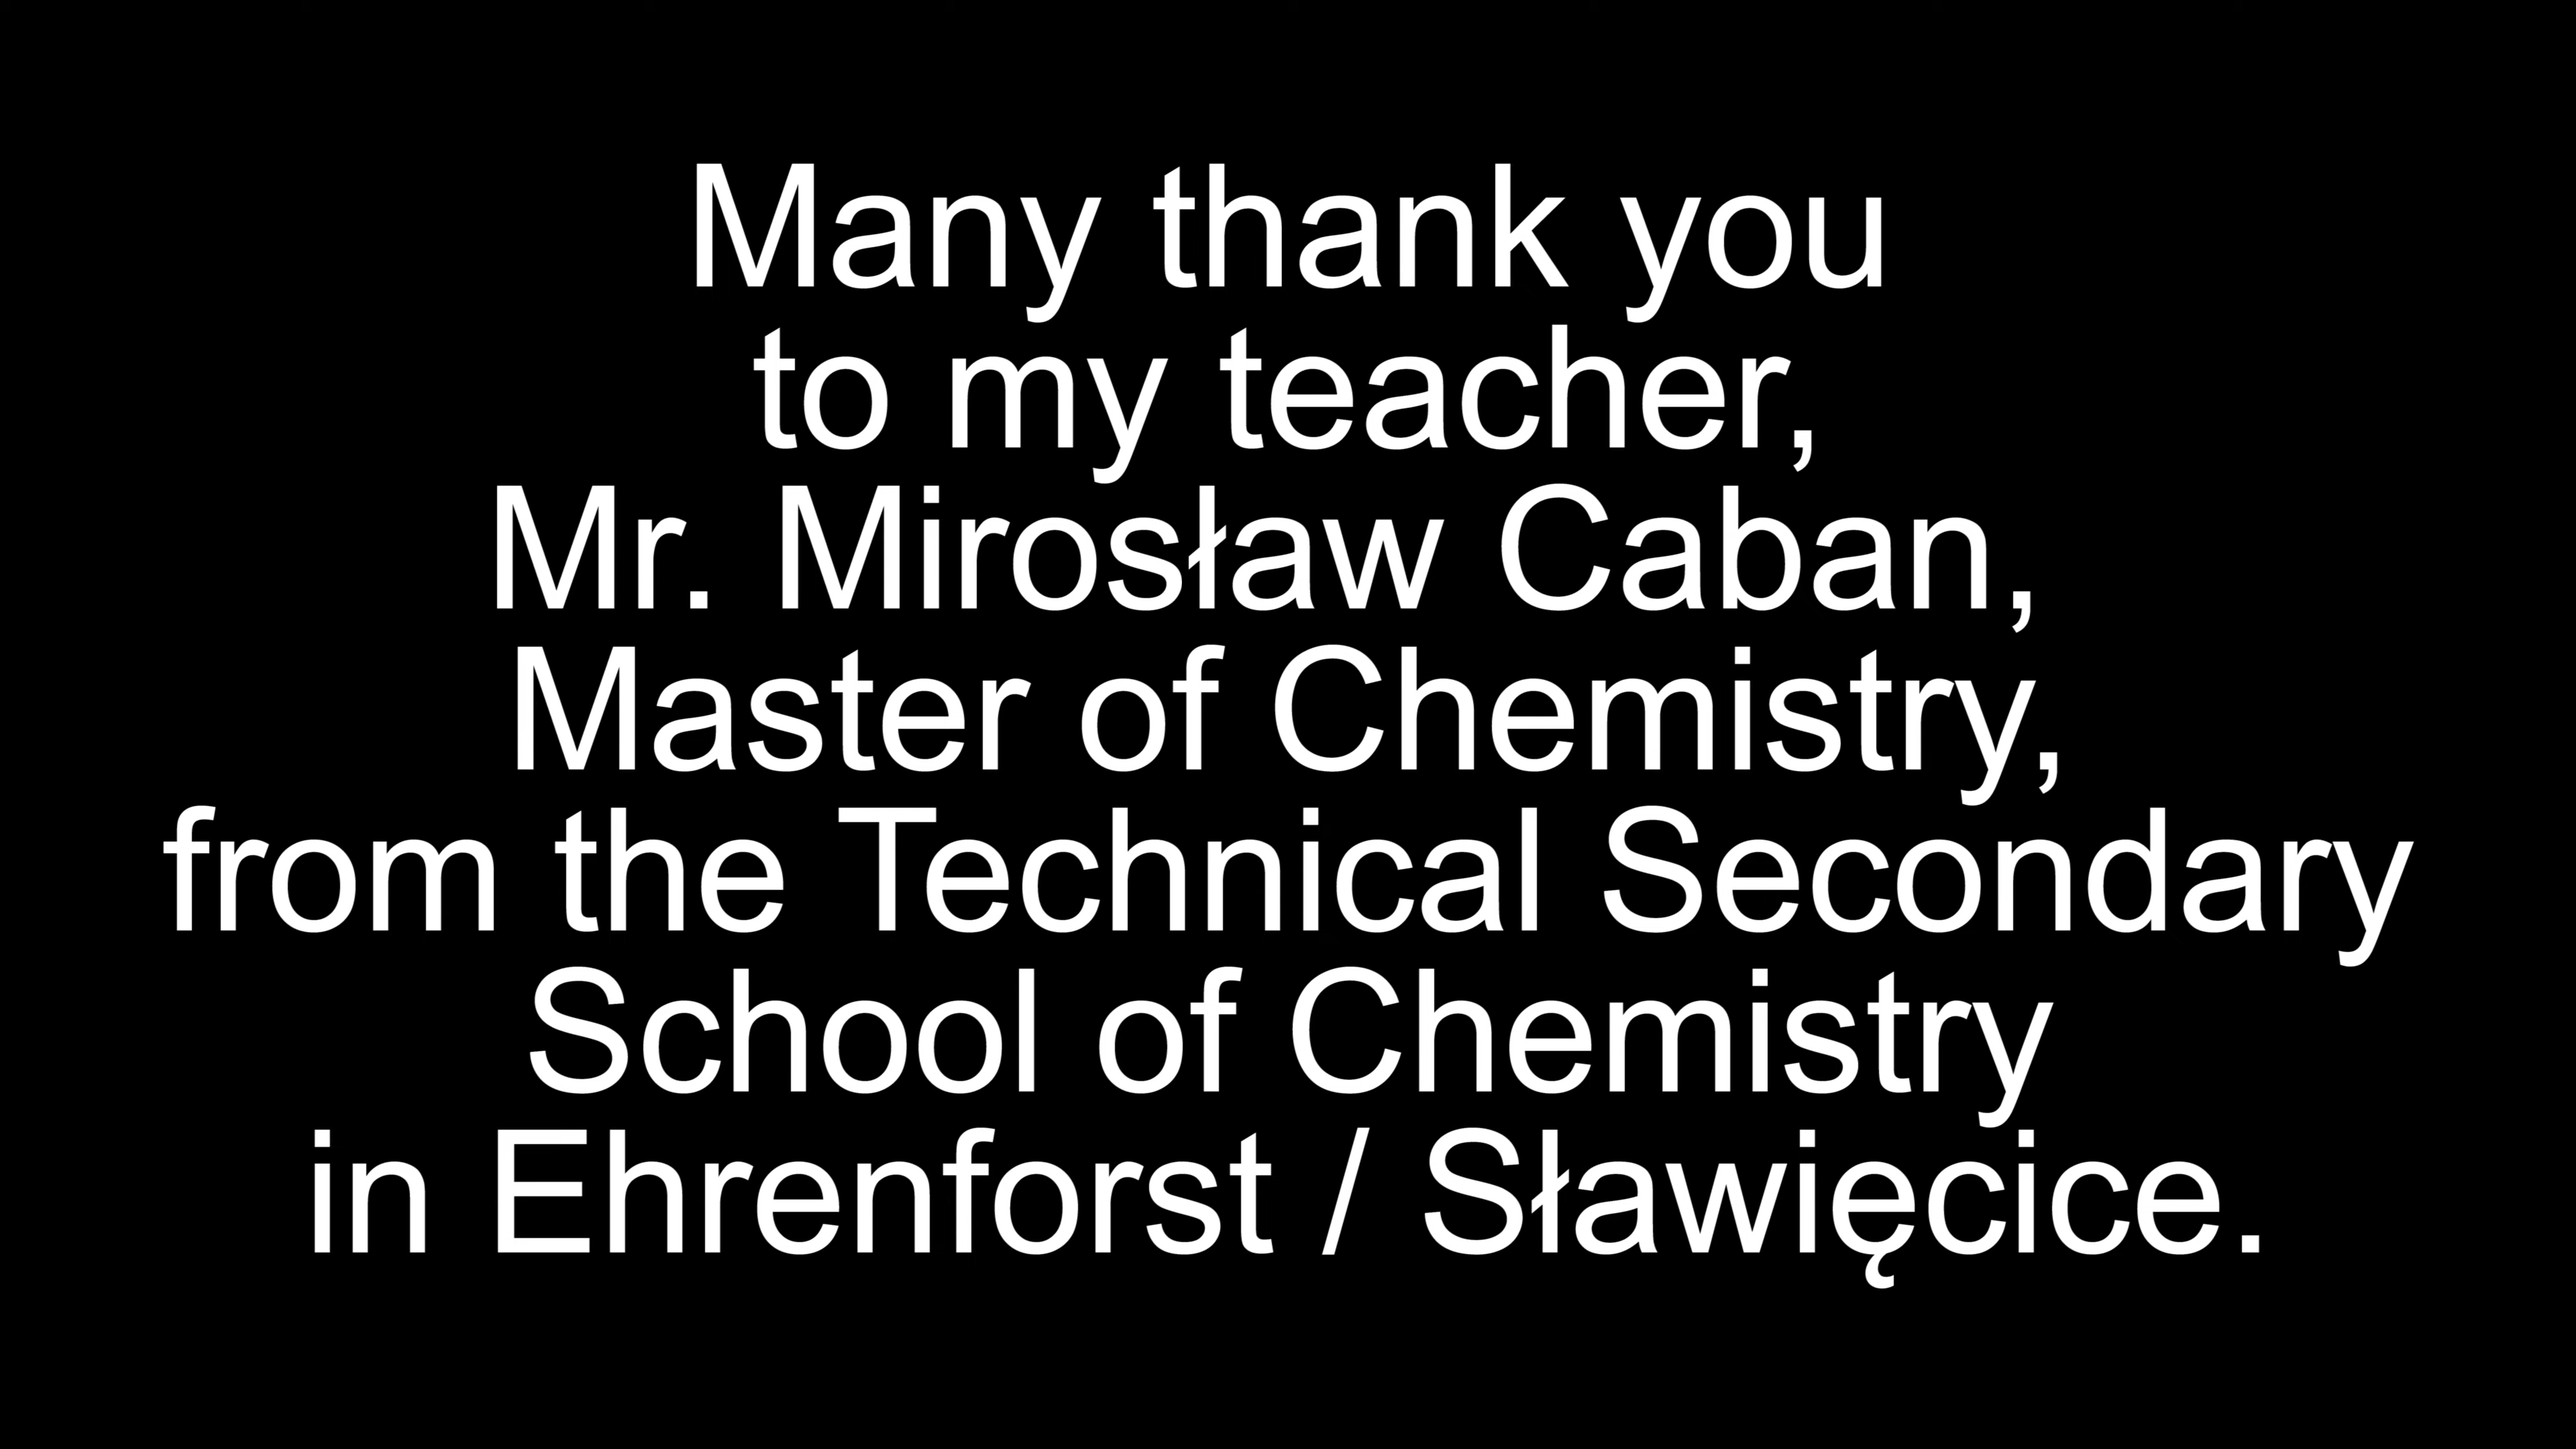 Many thank you
to my teacher,
Mr. Mirosław Caban,
Master of Chemistry,
from the Technical Secondary
School of Chemistry
in Ehrenforst / Sławięcice.